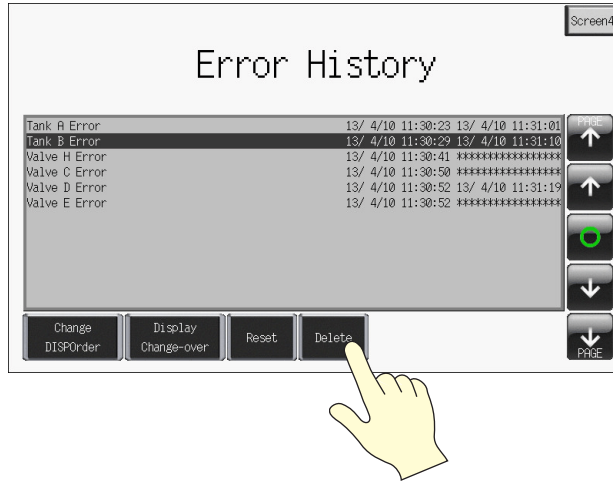 Screen4
Error History
Tank A Error 13/ 4/10 11:30:23 13/ 4/10 11:31:01
Tank B Error 13/ 4/10 11:30:29 13/ 4/10 11:31:10
Valve H Error 13/ 4/10 11:30:41 *****************
Valve C Error 13/ 4/10 11:30:50 *****************
Valve D Error 13/ 4/10 11:30:52 13/ 4/10 11:31:19
Valve E Error 13/ 4/10 11:30:52 *****************
PAGE
Change
DISPOrder
Display
Change-over
Reset
Delete
PAGE